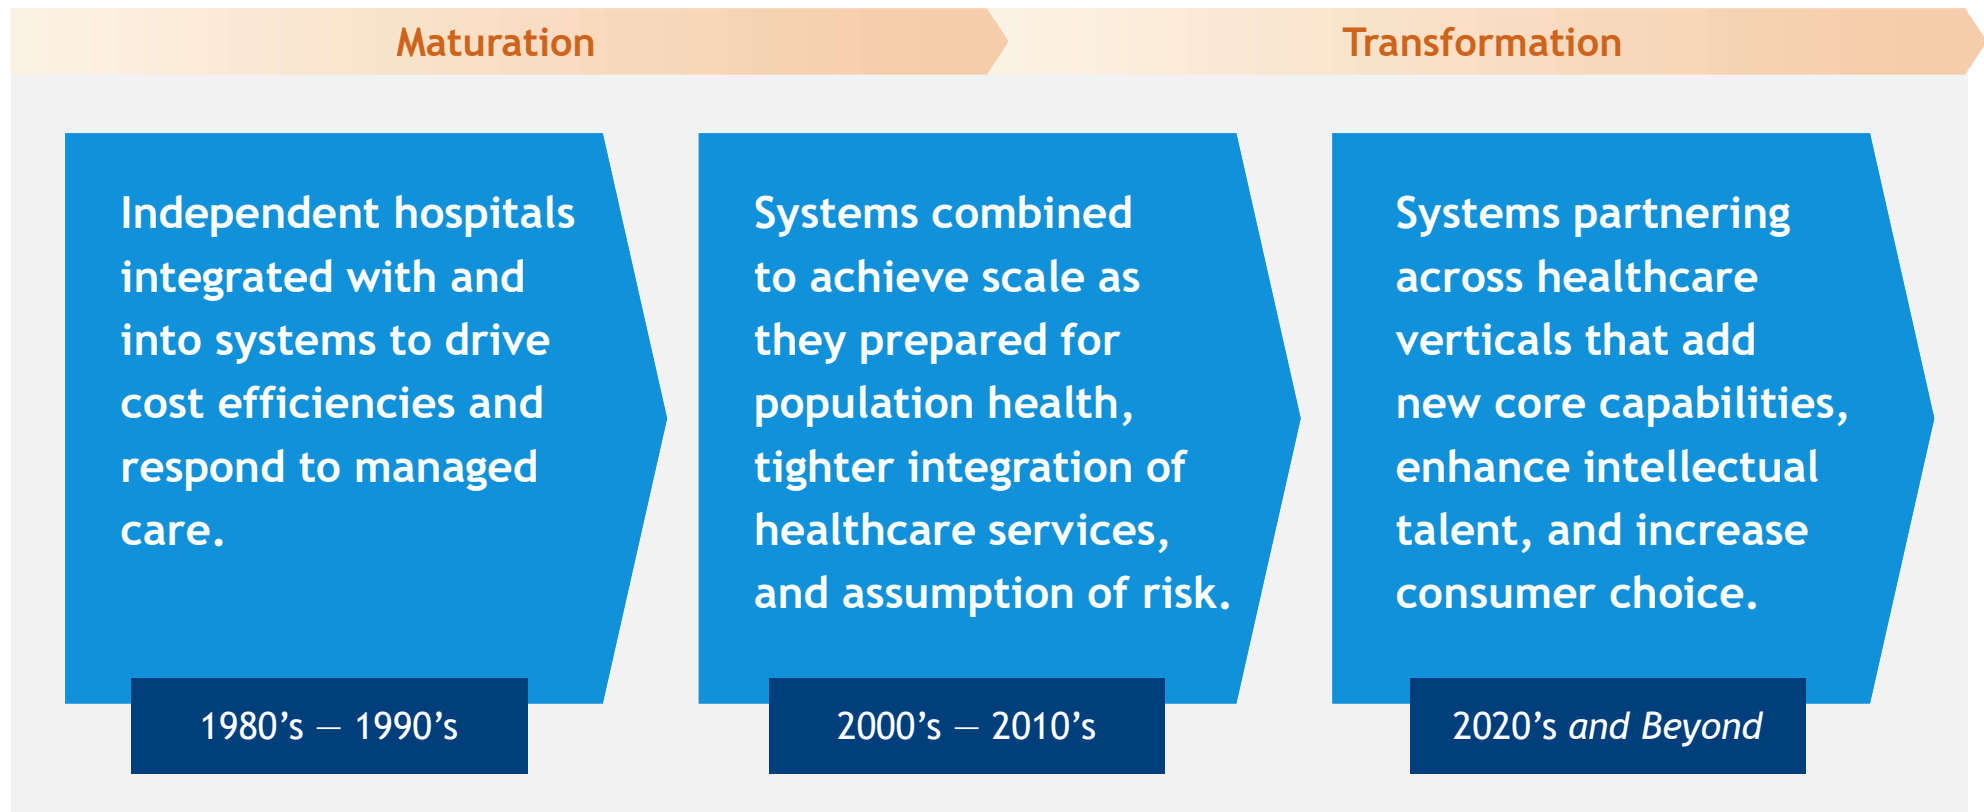 Maturation
Transformation
Independent hospitals
integrated with and
into systems to drive
cost efficiencies and
respond to managed
care.
1980’s — 1990’s
Systems combined
to achieve scale as
they prepared for
population health,
tighter integration of
healthcare services,
and assumption of risk.
2000’s — 2010’s
Systems partnering
across healthcare
verticals that add
new core capabilities,
enhance intellectual
talent, and increase
consumer choice.
2020’s and Beyond